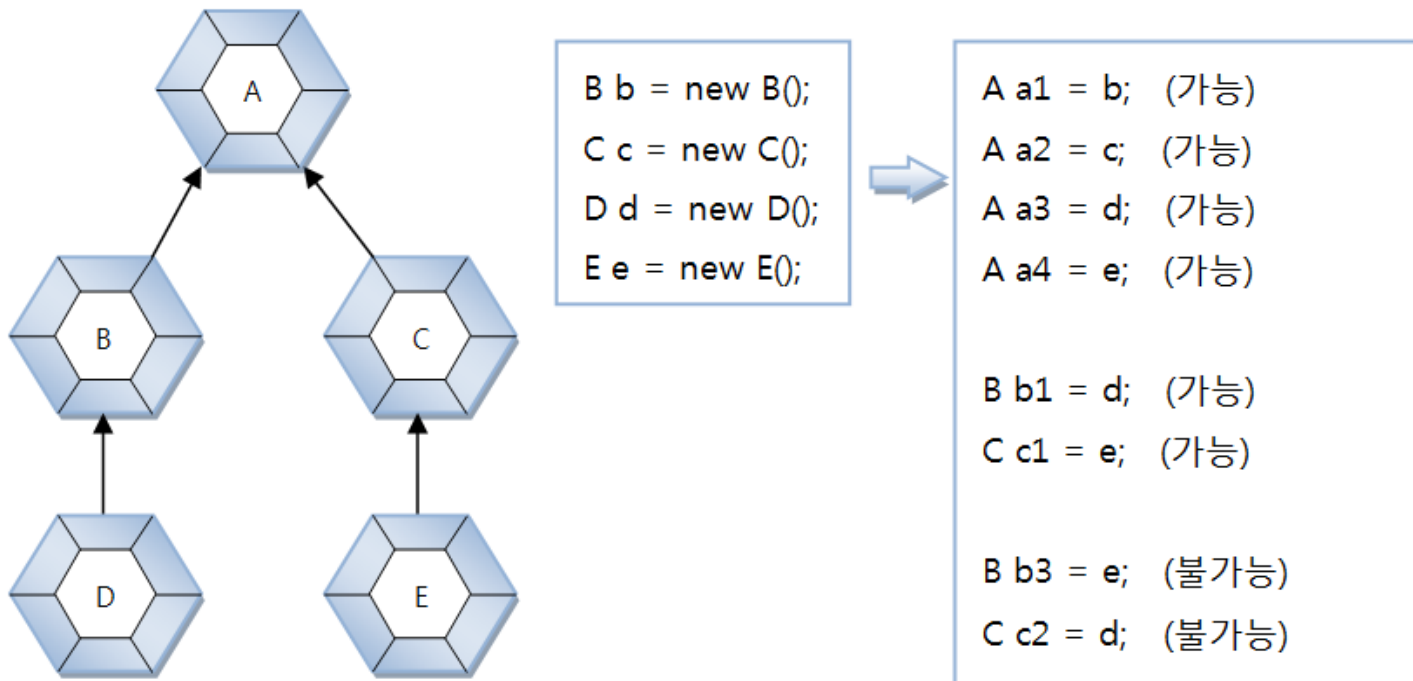 A
B
C
D
E
B b = new B();
C c = new C();
D d = new D();
E e = new E();
A a1 = b; (가능)
A a2 = c; (가능)
A a3 = d; (가능)
A a4 = e; (가능)
B b1 = d; (가능)
C c1 = e; (가능)
B b3 = e; (불가능)
C c2 = d; (불가능)